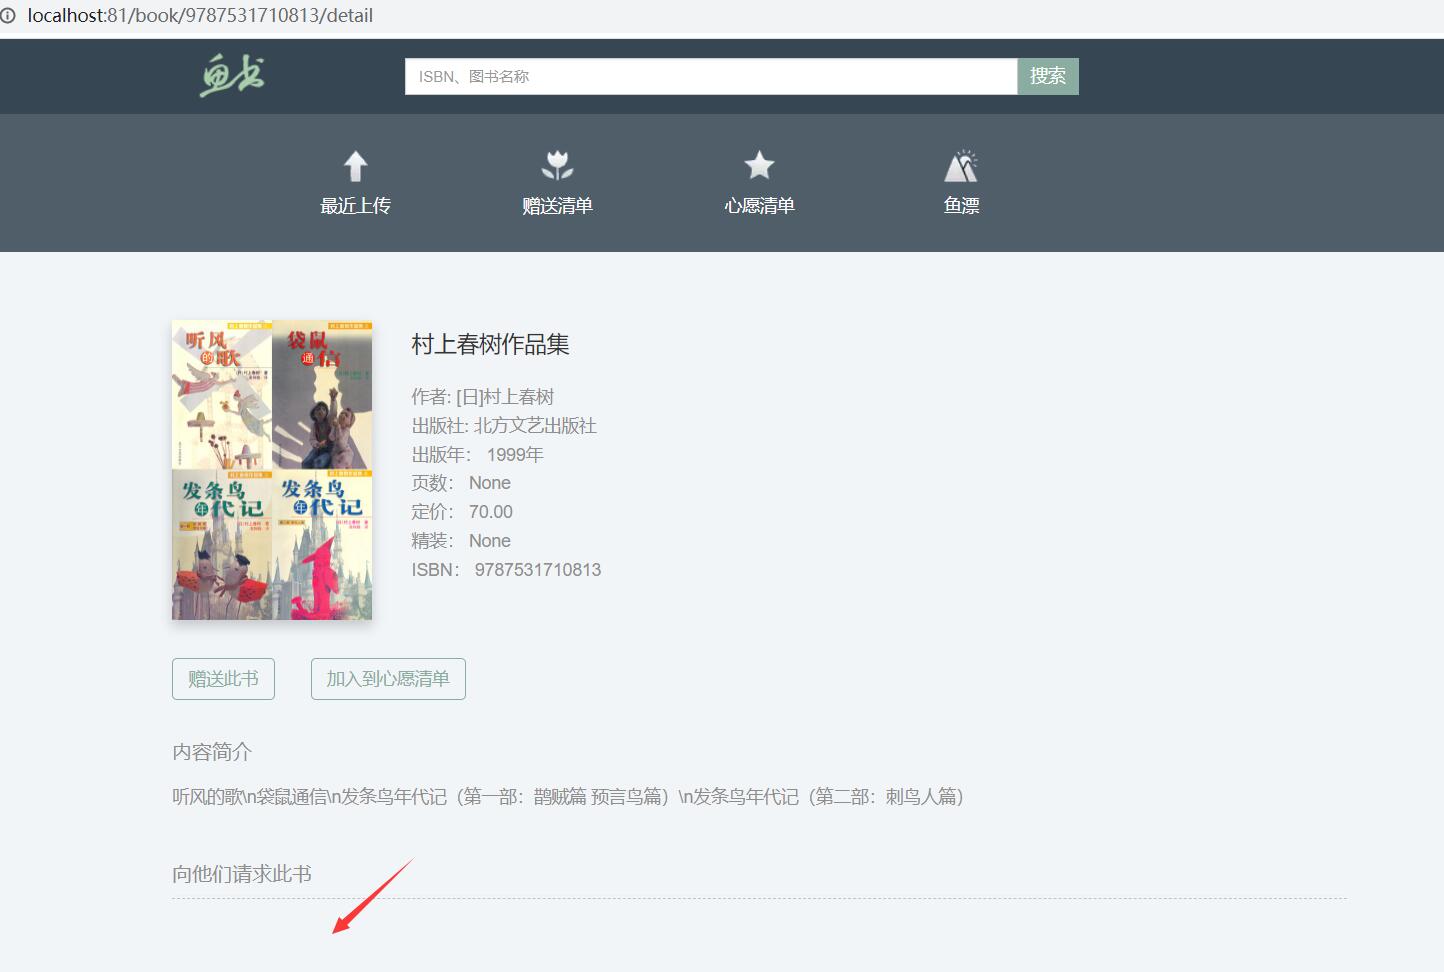 localhost:81/book/9787531710813/detail
鱼书
ISBN、图书名称
搜索
最近上传
赠送清单
心愿清单
鱼漂
听风
的歌
袋鼠
通信
发条鸟
年代记
发条鸟
年代记
村上春树作品集
作者: [日]村上春树
出版社: 北方文艺出版社
出版年： 1999年
页数： None
定价： 70.00
精装： None
ISBN： 9787531710813
赠送此书
加入到心愿清单
内容简介
听风的歌\n袋鼠通信\n发条鸟年代记（第一部：鹊贼篇 预言鸟篇）\n发条鸟年代记（第二部：刺鸟人篇）
向他们请求此书